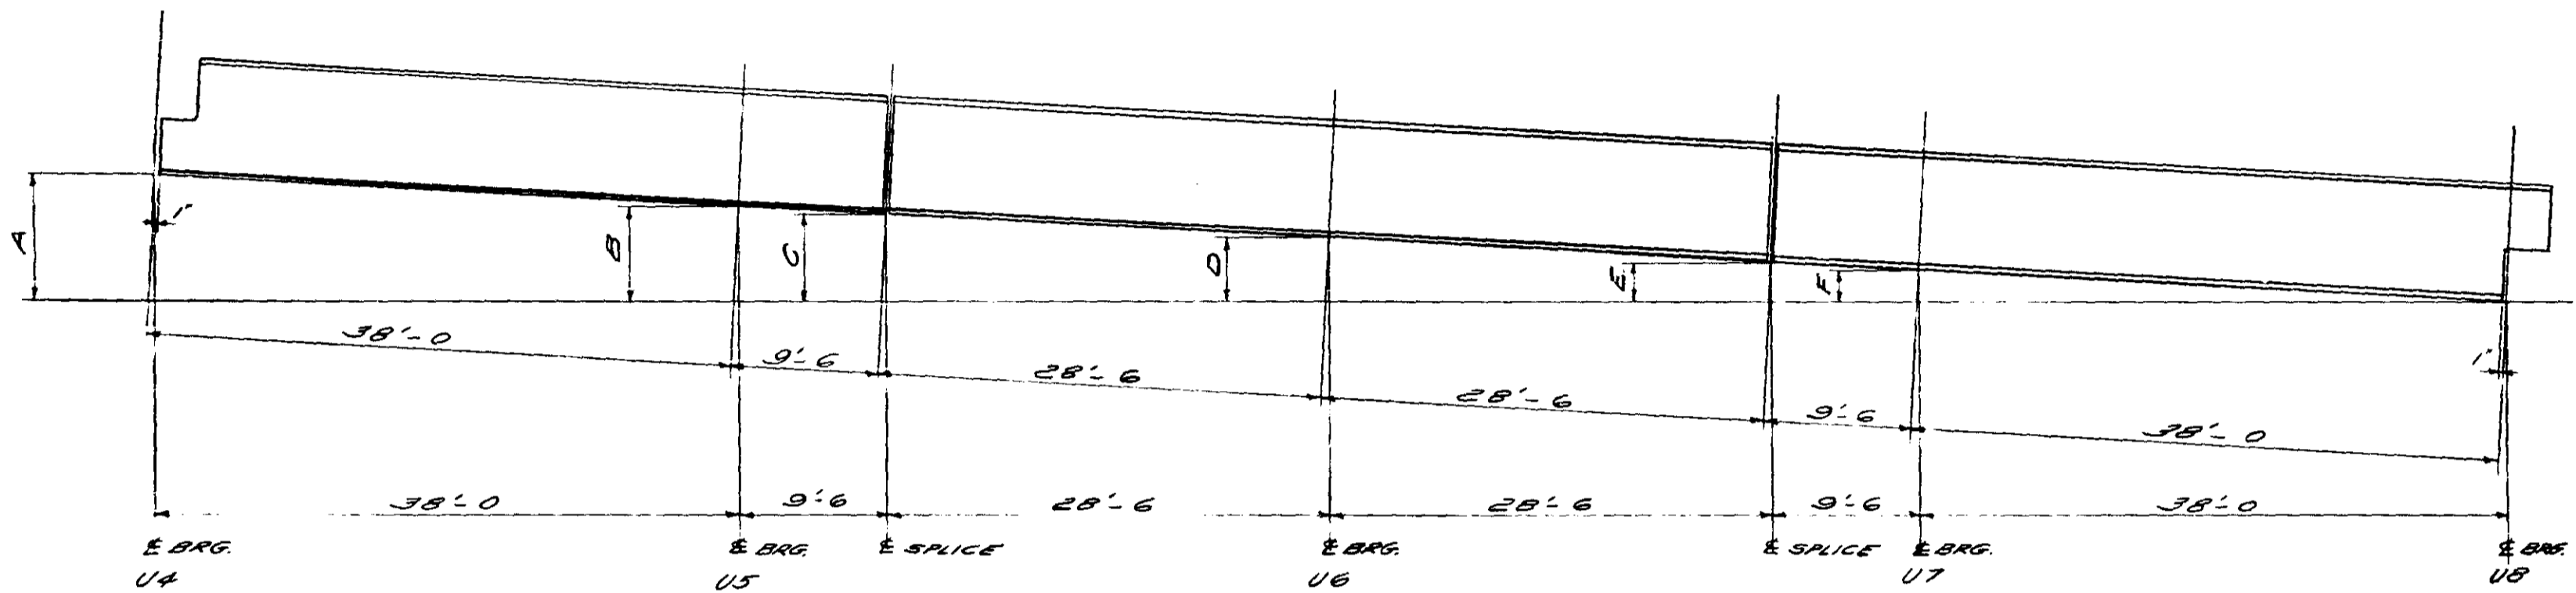 A
1"
B
C
D
E
F
38'-0
9'-6
28'-6
28'-6
9'-6
38'-0
1"
38'-0
9'-6
28'-6
28'-6
9'-6
38'-0
℄ BRG.
℄ BRG.
℄ SPLICE
℄ BRG.
℄ SPLICE
℄ BRG.
℄ BRG.
U4
U5
U6
U7
U8